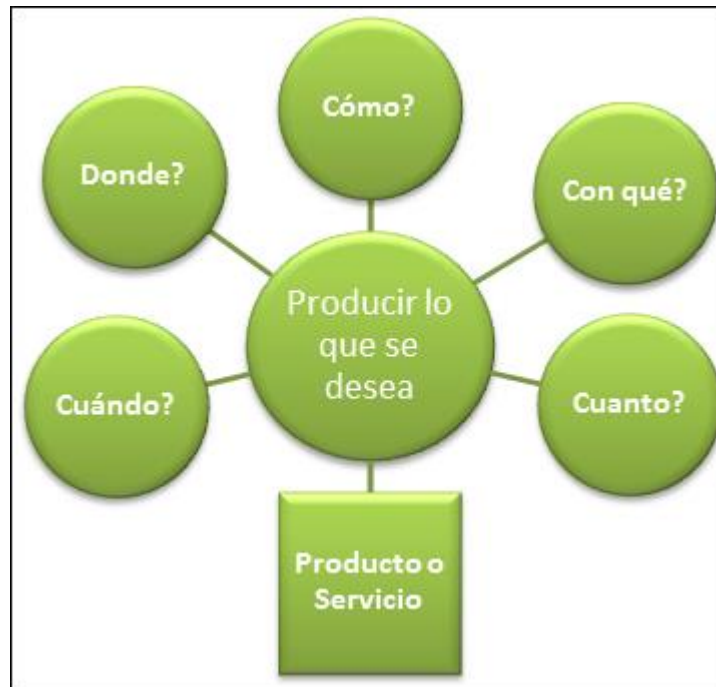 Cómo?
Donde?
Con qué?
Producir lo
que se
desea
Cuándo?
Cuanto?
Producto o
Servicio